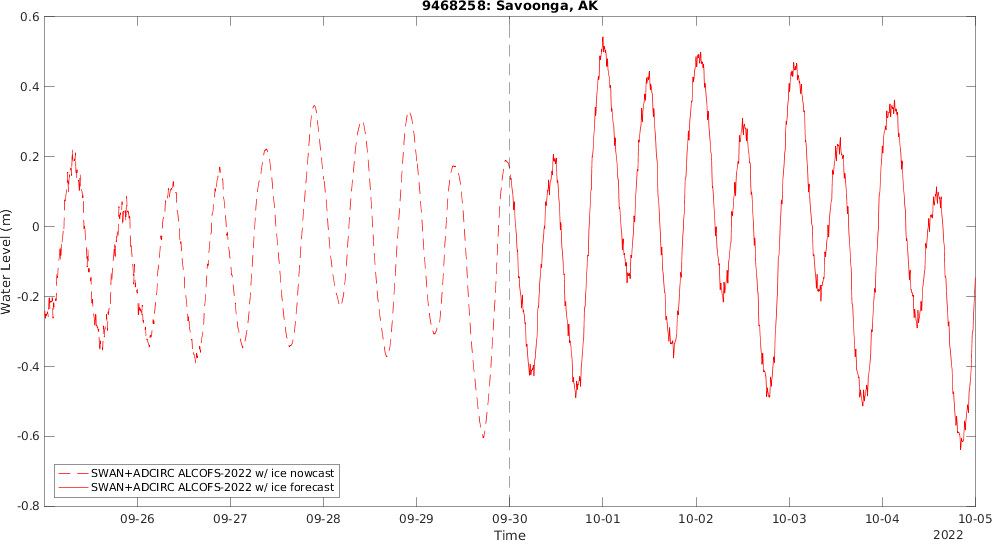 9468258: Savoonga, AK
0.6
0.4
0.2
0
-0.2
-0.4
-0.6
-0.8
Water Level (m)
SWAN+ADCIRC ALCOFS-2022 w/ ice nowcast
SWAN+ADCIRC ALCOFS-2022 w/ ice forecast
09-26 09-27 09-28 09-29 09-30 10-01 10-02 10-03 10-04 10-05
Time
2022